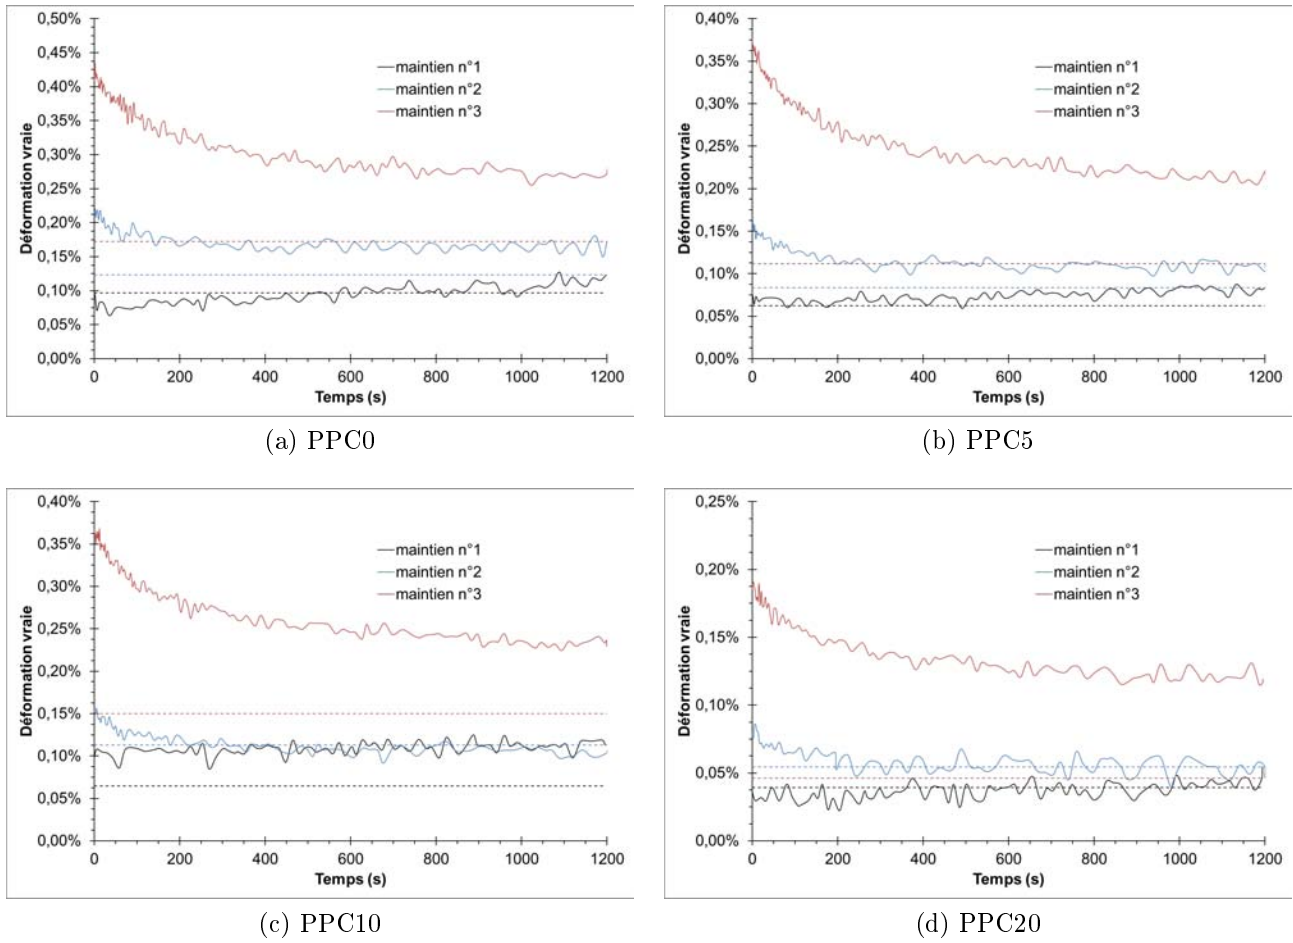 0,50%
0,45%
0,40%
0,35%
0,30%
0,25%
0,20%
0,15%
0,10%
0,05%
0,00%
Déformation vraie
maintien n°1
maintien n°2
maintien n°3
0 200 400 600 800 1000 1200
Temps (s)
(a) PPC0
0,40%
0,35%
0,30%
0,25%
0,20%
0,15%
0,10%
0,05%
0,00%
Déformation vraie
maintien n°1
maintien n°2
maintien n°3
0 200 400 600 800 1000 1200
Temps (s)
(b) PPC5
0,40%
0,35%
0,30%
0,25%
0,20%
0,15%
0,10%
0,05%
0,00%
Déformation vraie
maintien n°1
maintien n°2
maintien n°3
0 200 400 600 800 1000 1200
Temps (s)
(c) PPC10
0,25%
0,20%
0,15%
0,10%
0,05%
0,00%
Déformation vraie
maintien n°1
maintien n°2
maintien n°3
0 200 400 600 800 1000 1200
Temps (s)
(d) PPC20